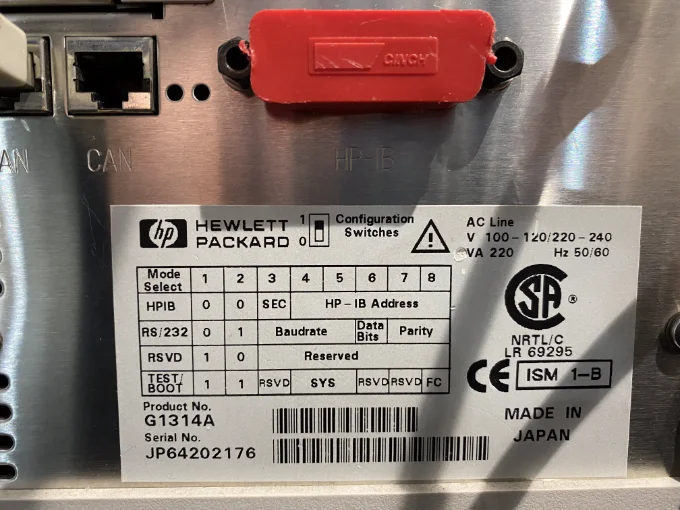 CINCH
AN CAN HP-IB
hp HEWLETT PACKARD
1
0
Configuration Switches
AC Line
V 100-120/220-240
VA 220 Hz 50/60
Mode Select 1 2 3 4 5 6 7 8
HPIB 0 0 SEC HP-IB Address
RS/232 0 1 Baudrate Data Bits Parity
RSVD 1 0 Reserved
TEST/BOOT 1 1 RSVD SYS RSVD RSVD FC
SA ®
NRTL/C
LR 69295
CE ISM 1-B
Product No.
G1314A
Serial No.
JP64202176
MADE IN
JAPAN